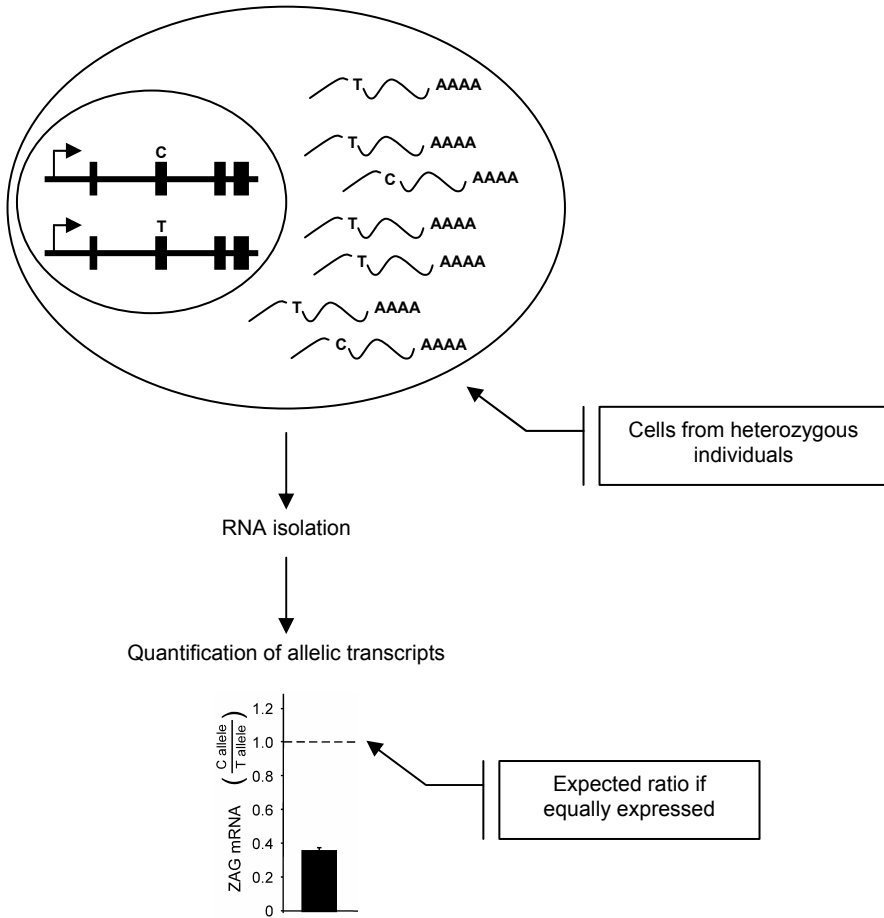 T AAAA
C
T AAAA
C AAAA
T
T AAAA
T AAAA
T AAAA
C AAAA
Cells from heterozygous
individuals
RNA isolation
Quantification of allelic transcripts
ZAG mRNA ( C allele / T allele )
1.2
1.0
0.8
0.6
0.4
0.2
0
Expected ratio if
equally expressed